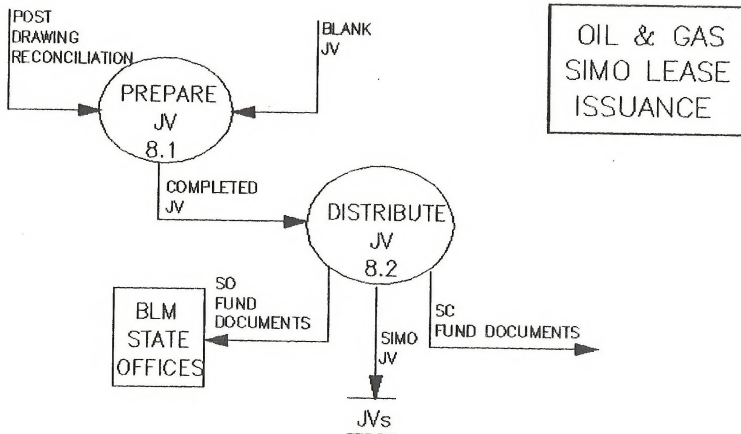 POST
DRAWING
RECONCILIATION
BLANK
JV
OIL & GAS
SIMO LEASE
ISSUANCE
PREPARE
JV
8.1
COMPLETED
JV
DISTRIBUTE
JV
8.2
SO
FUND
DOCUMENTS
BLM
STATE
OFFICES
SIMO
JV
SC
FUND DOCUMENTS
JVs